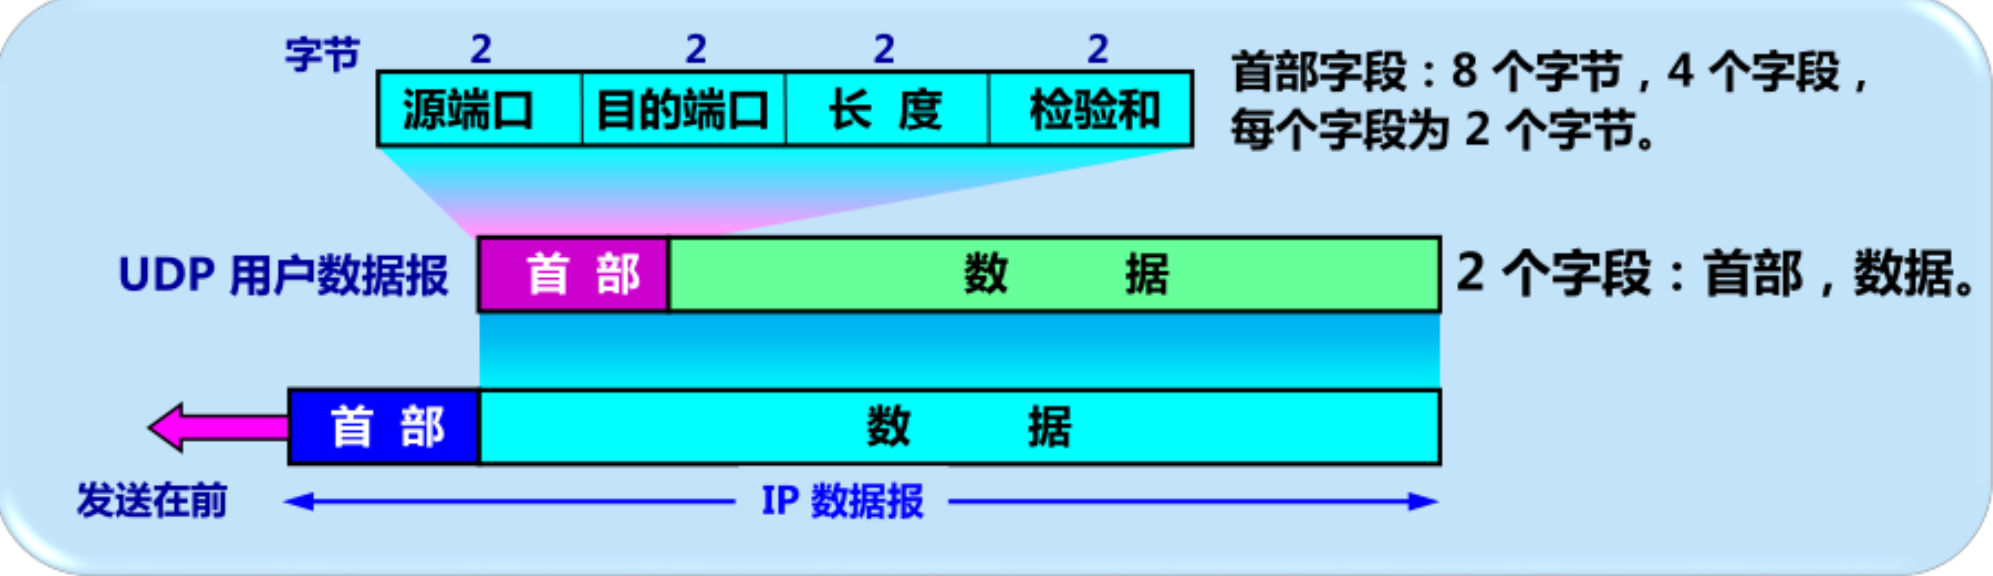 字节 2 2 2 2
源端口 目的端口 长 度 检验和
首部字段：8 个字节，4 个字段，
每个字段为 2 个字节。
UDP 用户数据报 首 部 数 据 2 个字段：首部，数据。
首 部 数 据
发送在前 IP 数据报